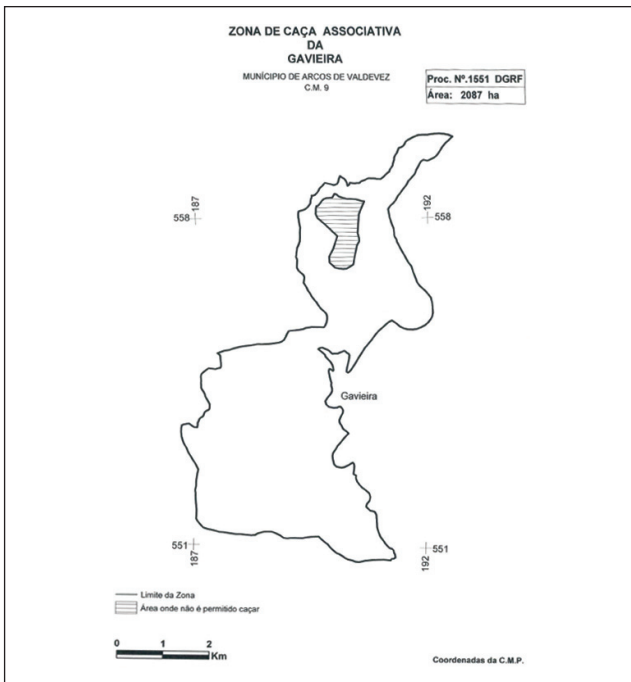 ZONA DE CAÇA ASSOCIATIVA
DA
GAVIEIRA
MUNÍCIPIO DE ARCOS DE VALDEVEZ
C.M. 9
Proc. Nº.1551 DGRF
Área: 2087 ha
187
558
192
558
Gavieira
551
187
551
192
Limite da Zona
Área onde não é permitido caçar
0 1 2
Km
Coordenadas da C.M.P.